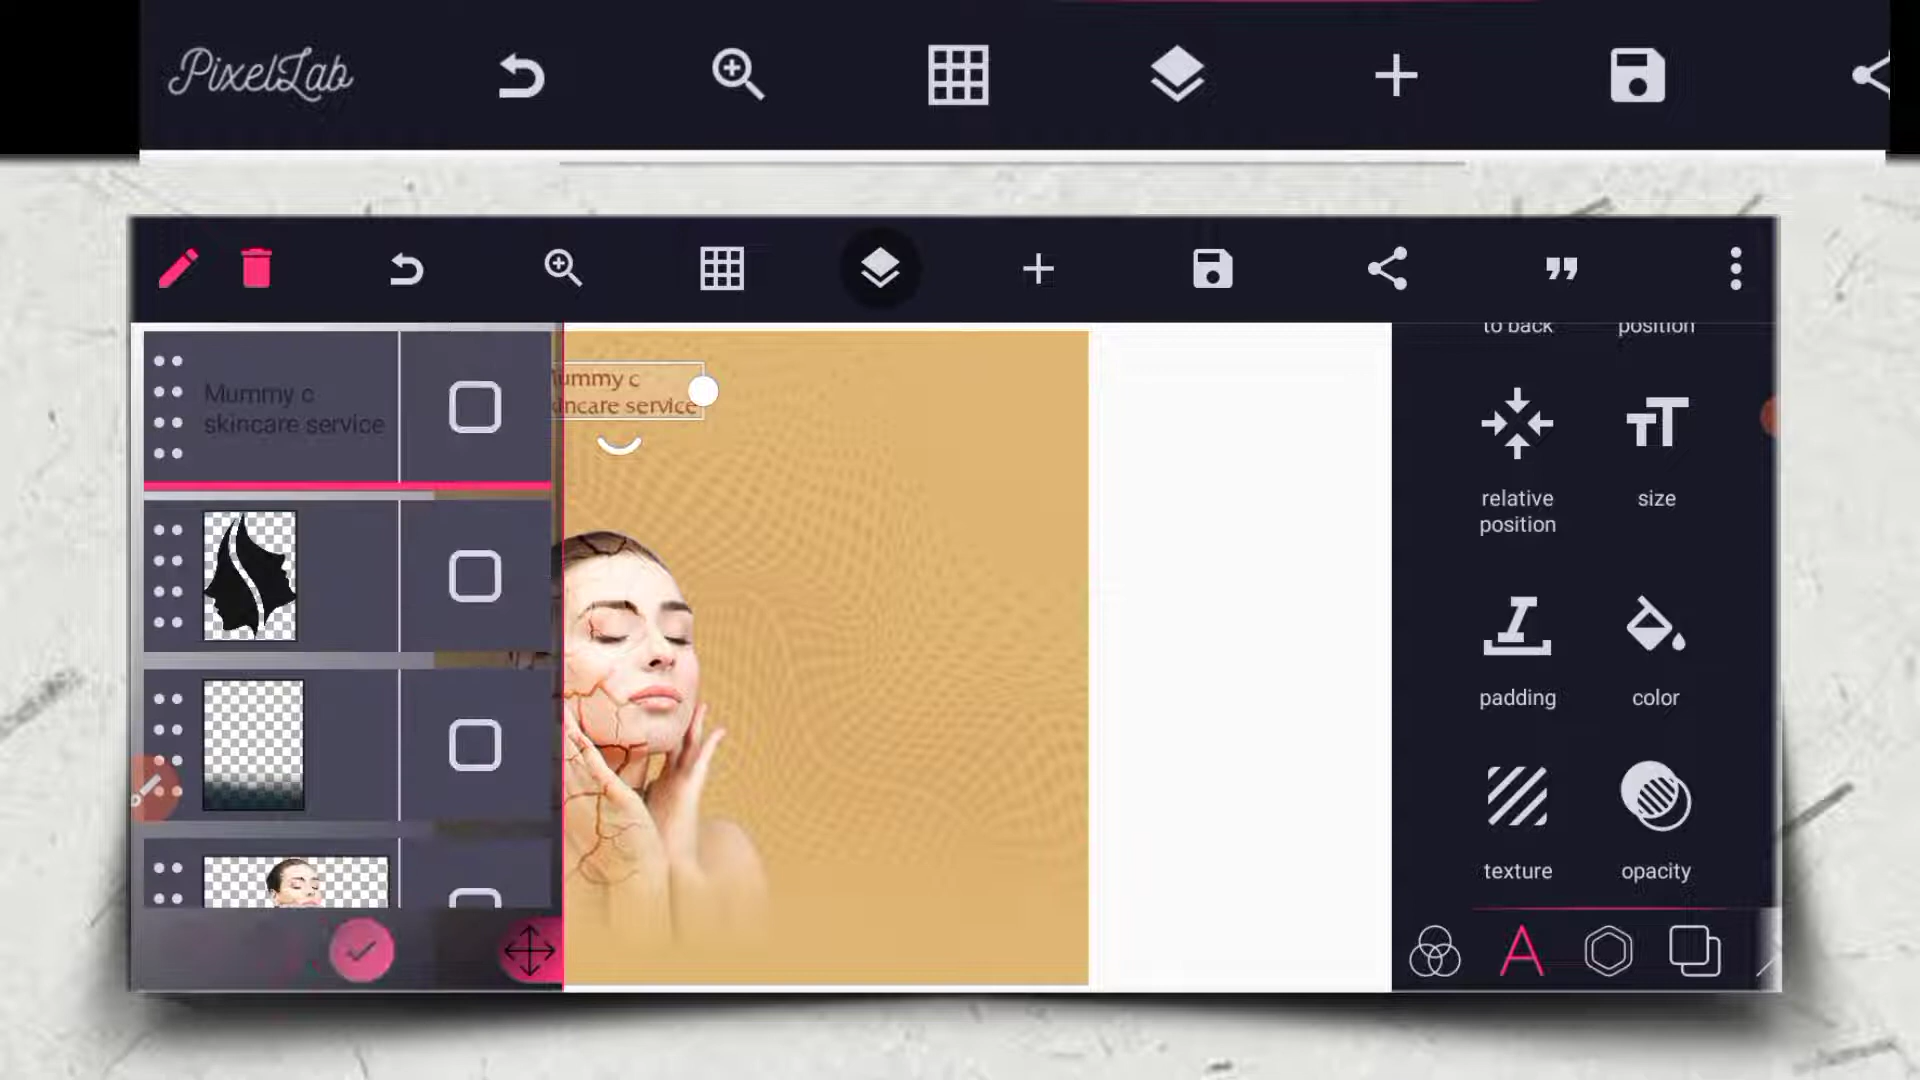 PixelLab
Mummy c
skincare service
ummy c
incare service
to back
position
relative
position
size
padding
color
texture
opacity